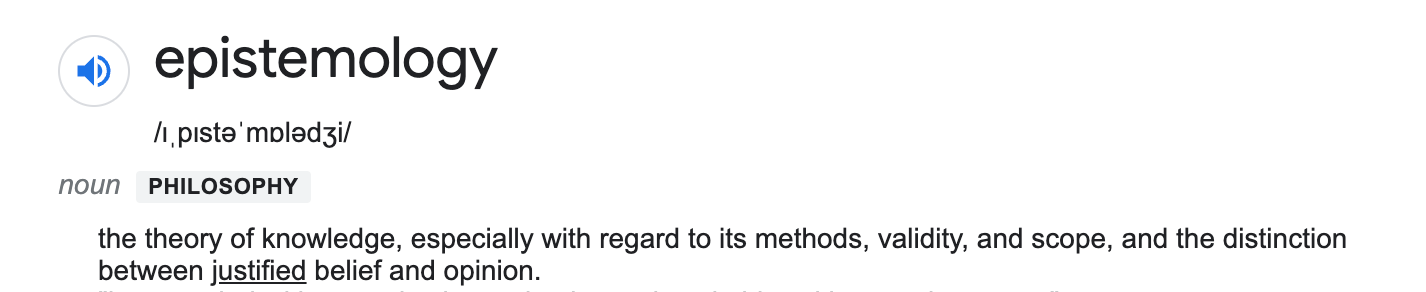 epistemology
/ɪˌpɪstəˈmɒlədʒi/
noun PHILOSOPHY
the theory of knowledge, especially with regard to its methods, validity, and scope, and the distinction
between justified belief and opinion.